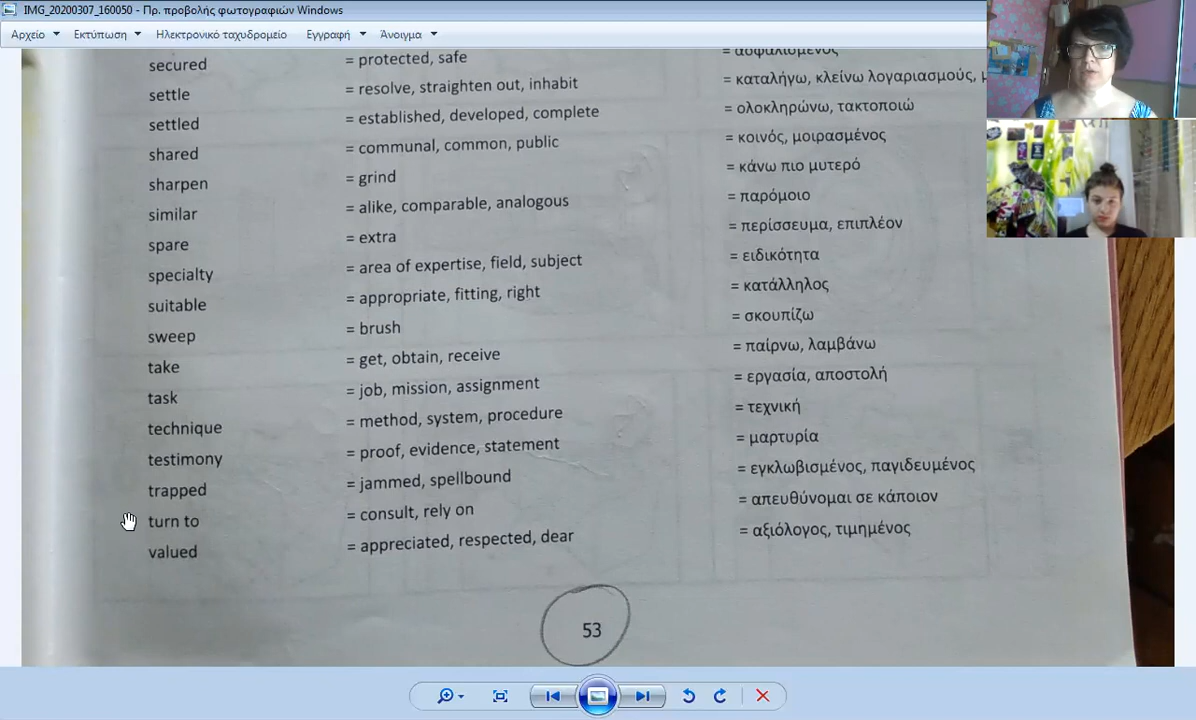 IMG_20200307_160050 - Πρ. προβολής φωτογραφιών Windows
Αρχείο Εκτύπωση Ηλεκτρονικό ταχυδρομείο Εγγραφή Άνοιγμα
secured = protected, safe = ασφαλισμένος
settle = resolve, straighten out, inhabit = καταλήγω, κλείνω λογαριασμούς,
settled = established, developed, complete = ολοκληρώνω, τακτοποιώ
shared = communal, common, public = κοινός, μοιρασμένος
sharpen = grind = κάνω πιο μυτερό
similar = alike, comparable, analogous = παρόμοιο
spare = extra = περίσσευμα, επιπλέον
specialty = area of expertise, field, subject = ειδικότητα
suitable = appropriate, fitting, right = κατάλληλος
sweep = brush = σκουπίζω
take = get, obtain, receive = παίρνω, λαμβάνω
task = job, mission, assignment = εργασία, αποστολή
technique = method, system, procedure = τεχνική
testimony = proof, evidence, statement = μαρτυρία
trapped = jammed, spellbound = εγκλωβισμένος, παγιδευμένος
turn to = consult, rely on = απευθύνομαι σε κάποιον
valued = appreciated, respected, dear = αξιόλογος, τιμημένος
53